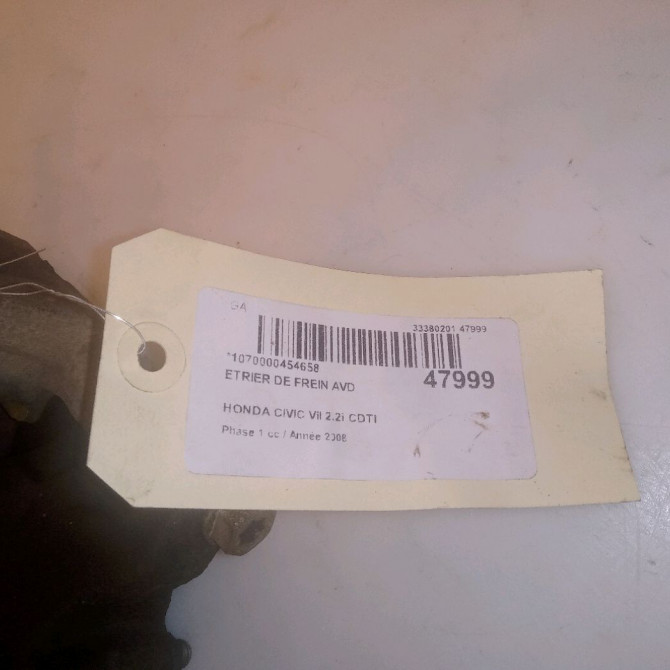 GA
33380201 47999
*1070000454658
47999
ETRIER DE FREIN AVD
HONDA CIVIC VII 2.2i CDTI
Phase 1 cc / Année 2008